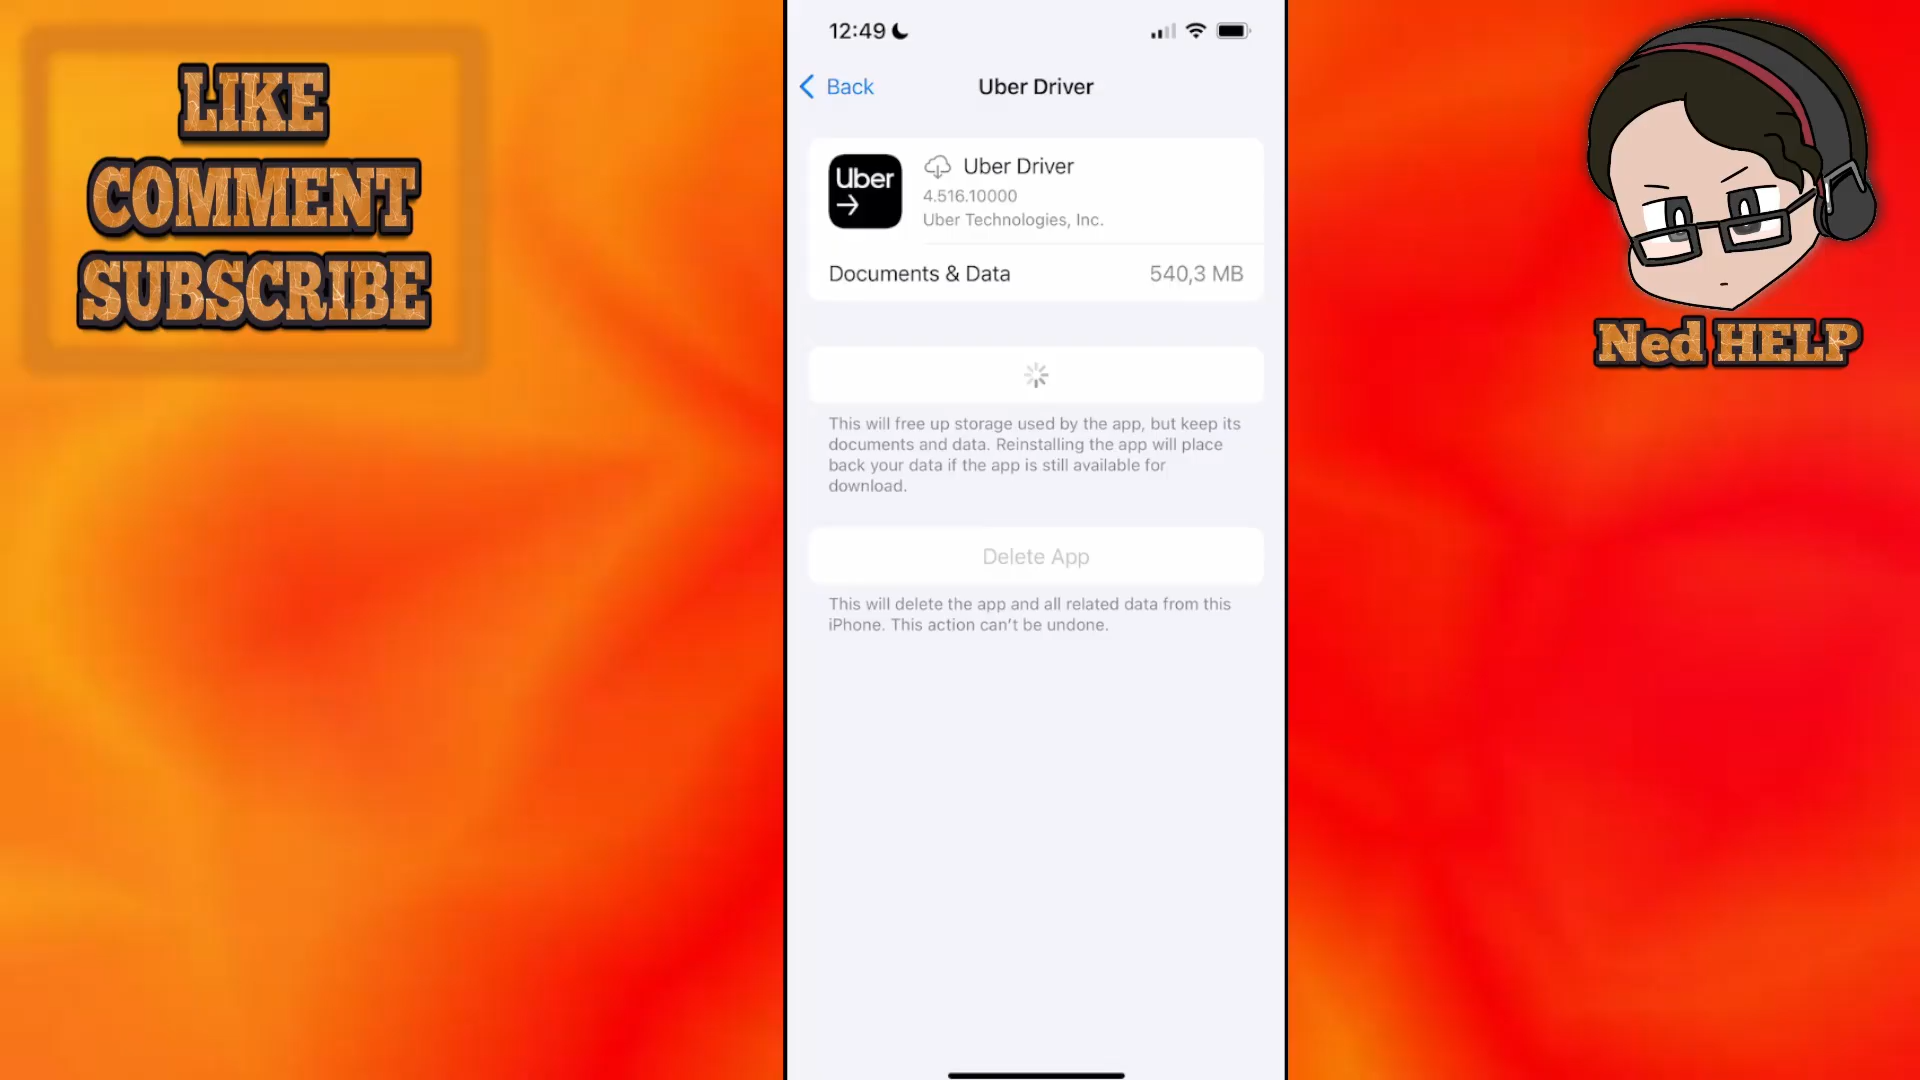 LIKE
COMMENT
SUBSCRIBE
12:49
Back
Uber Driver
Uber
Uber Driver
4.516.10000
Uber Technologies, Inc.
Documents & Data 540,3 MB
This will free up storage used by the app, but keep its
documents and data. Reinstalling the app will place
back your data if the app is still available for
download.
Delete App
This will delete the app and all related data from this
iPhone. This action can't be undone.
Ned HELP